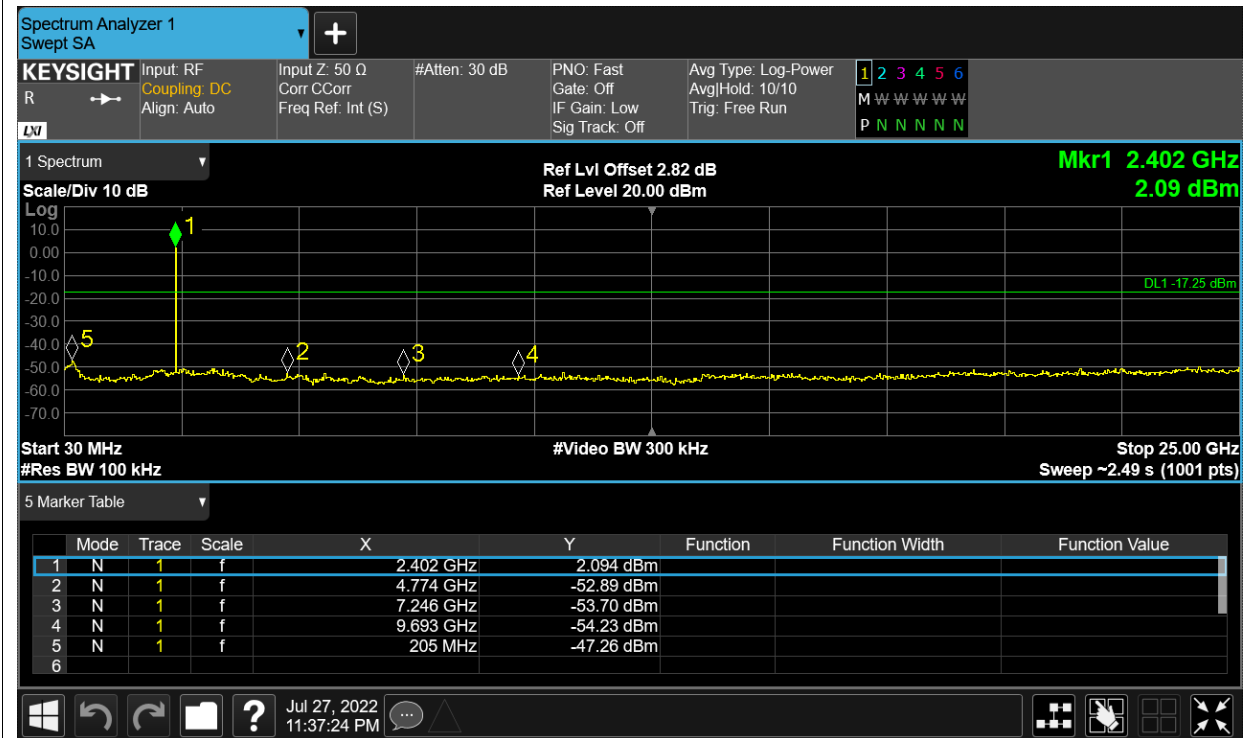 Spectrum Analyzer 1
Swept SA
+
KEYSIGHT
R
LXI
Input: RF
Coupling: DC
Align: Auto
Input Z: 50 Ω
Corr CCorr
Freq Ref: Int (S)
#Atten: 30 dB
PNO: Fast
Gate: Off
IF Gain: Low
Sig Track: Off
Avg Type: Log-Power
Avg|Hold: 10/10
Trig: Free Run
1 2 3 4 5 6
M W W W W W
P N N N N N
1 Spectrum
Scale/Div 10 dB
Ref Lvl Offset 2.82 dB
Ref Level 20.00 dBm
Mkr1 2.402 GHz
2.09 dBm
Log
10.0
0.00
-10.0
-20.0
-30.0
-40.0
-50.0
-60.0
-70.0
1
DL1 -17.25 dBm
5
2
3
4
Start 30 MHz
#Video BW 300 kHz
Stop 25.00 GHz
#Res BW 100 kHz
Sweep ~2.49 s (1001 pts)
5 Marker Table
Mode Trace Scale X Y Function Function Width Function Value
1 N 1 f 2.402 GHz 2.094 dBm
2 N 1 f 4.774 GHz -52.89 dBm
3 N 1 f 7.246 GHz -53.70 dBm
4 N 1 f 9.693 GHz -54.23 dBm
5 N 1 f 205 MHz -47.26 dBm
6
?
Jul 27, 2022
11:37:24 PM